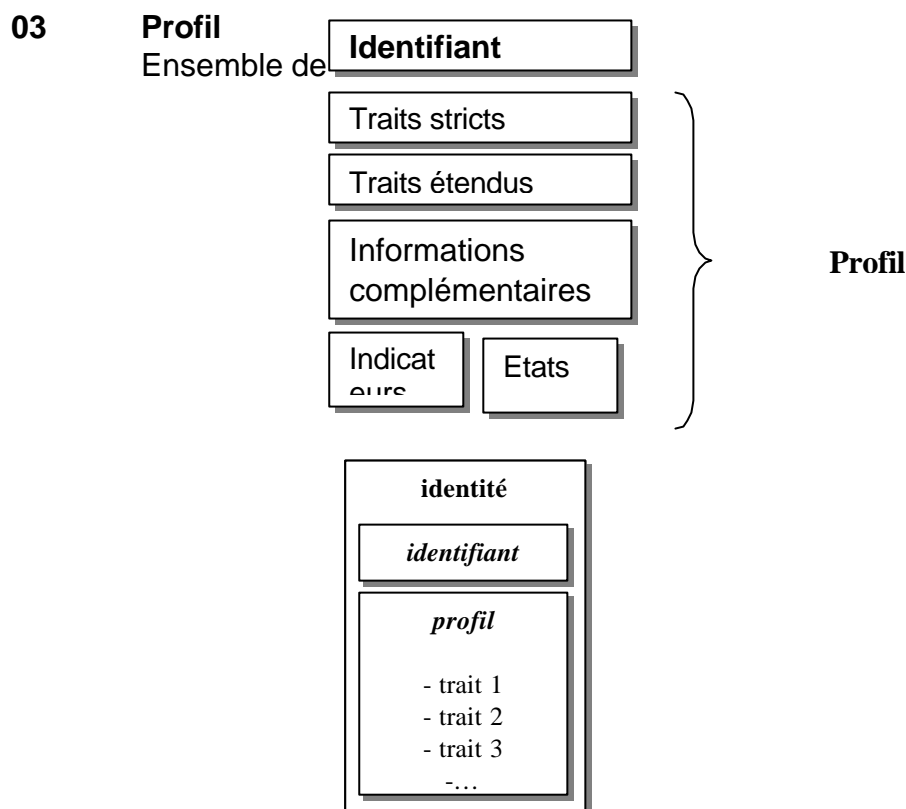 03 Profil
Ensemble de
Identifiant
Traits stricts
Traits étendus
Informations
complémentaires
Indicat
eurs
Etats
Profil
identité
identifiant
profil
- trait 1
- trait 2
- trait 3
-…